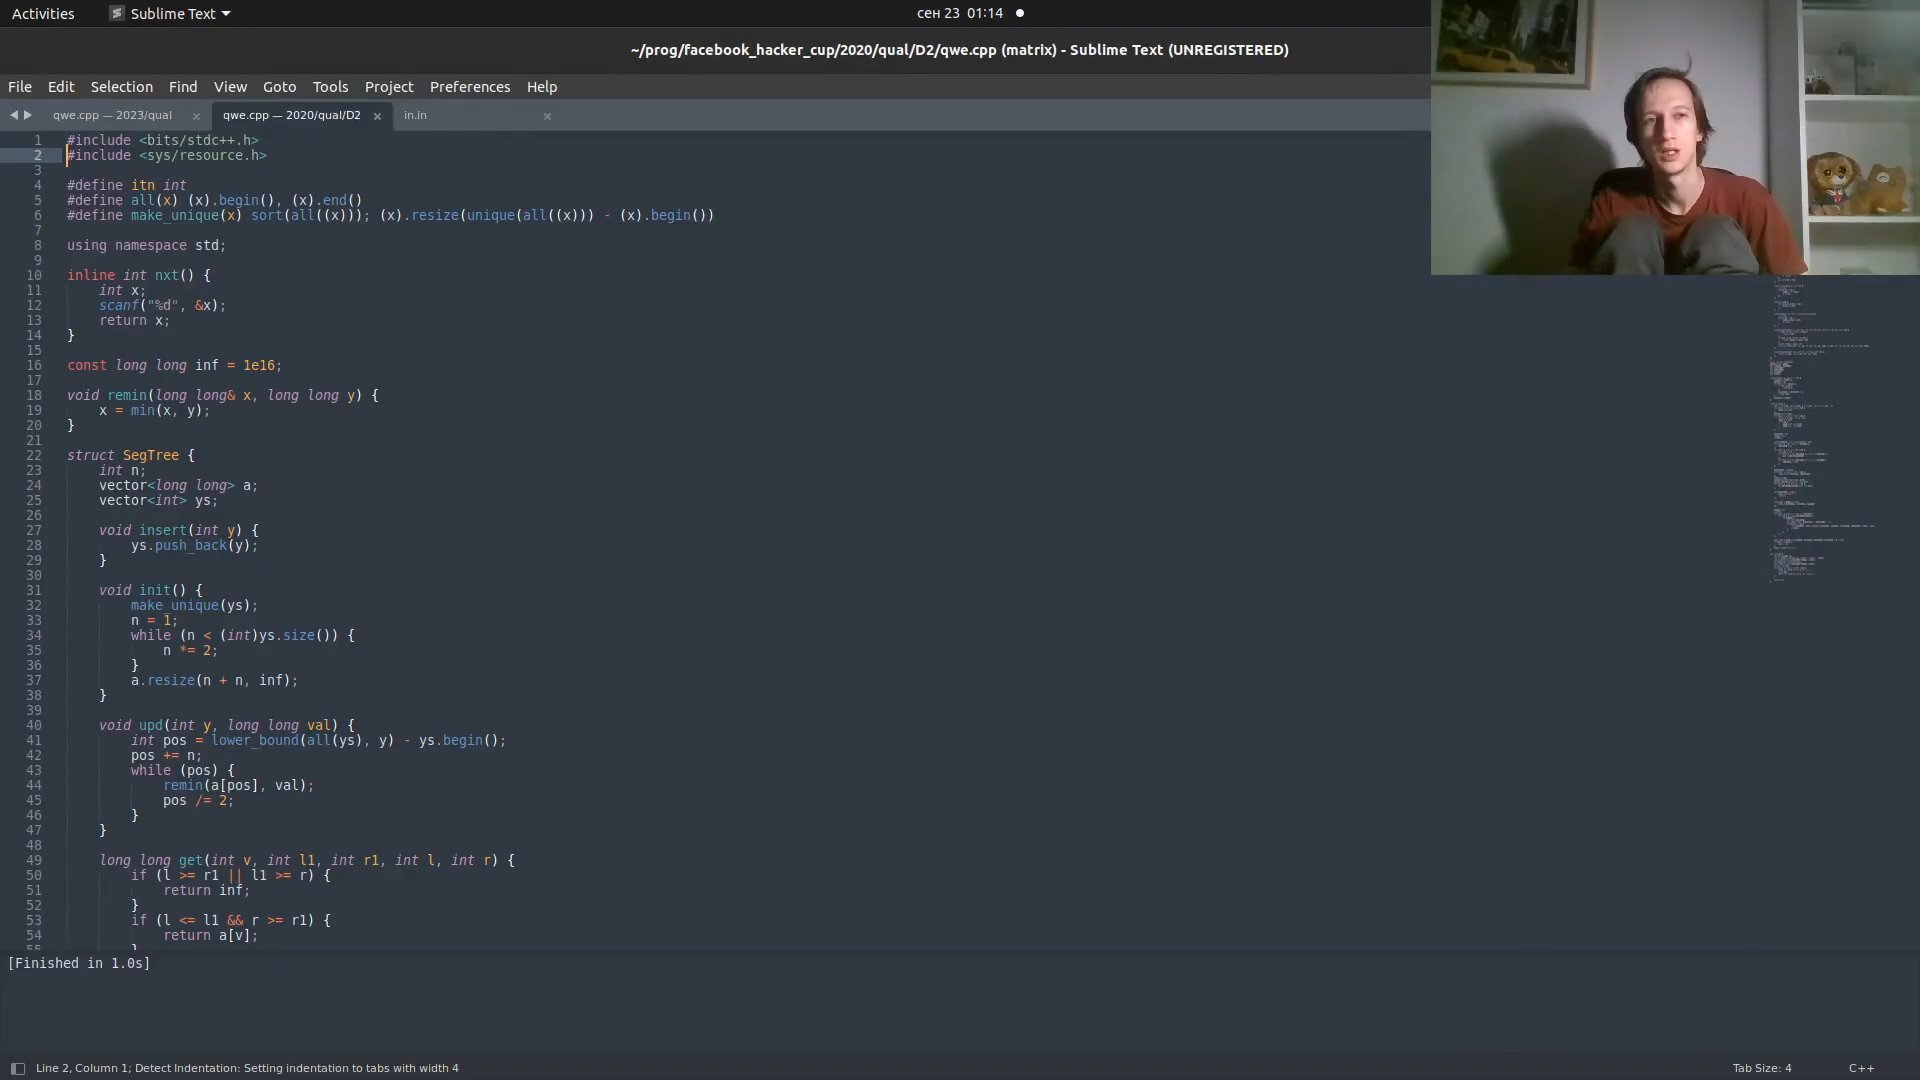 Activities
Sublime Text
сен 23 01:14
~/prog/facebook_hacker_cup/2020/qual/D2/qwe.cpp (matrix) - Sublime Text (UNREGISTERED)
File Edit Selection Find View Goto Tools Project Preferences Help
qwe.cpp — 2023/qual
qwe.cpp — 2020/qual/D2
in.in
1 #include <bits/stdc++.h>
2 #include <sys/resource.h>
3
4 #define itn int
5 #define all(x) (x).begin(), (x).end()
6 #define make_unique(x) sort(all((x))); (x).resize(unique(all((x))) - (x).begin())
7
8 using namespace std;
9
10 inline int nxt() {
11 int x;
12 scanf("%d", &x);
13 return x;
14 }
15
16 const long long inf = 1e16;
17
18 void remin(long long& x, long long y) {
19 x = min(x, y);
20 }
21
22 struct SegTree {
23 int n;
24 vector<long long> a;
25 vector<int> ys;
26
27 void insert(int y) {
28 ys.push_back(y);
29 }
30
31 void init() {
32 make_unique(ys);
33 n = 1;
34 while (n < (int)ys.size()) {
35 n *= 2;
36 }
37 a.resize(n + n, inf);
38 }
39
40 void upd(int y, long long val) {
41 int pos = lower_bound(all(ys), y) - ys.begin();
42 pos += n;
43 while (pos) {
44 remin(a[pos], val);
45 pos /= 2;
46 }
47 }
48
49 long long get(int v, int l1, int r1, int l, int r) {
50 if (l >= r1 || l1 >= r) {
51 return inf;
52 }
53 if (l <= l1 && r >= r1) {
54 return a[v];
55 }
[Finished in 1.0s]
Line 2, Column 1; Detect Indentation: Setting indentation to tabs with width 4
Tab Size: 4
C++